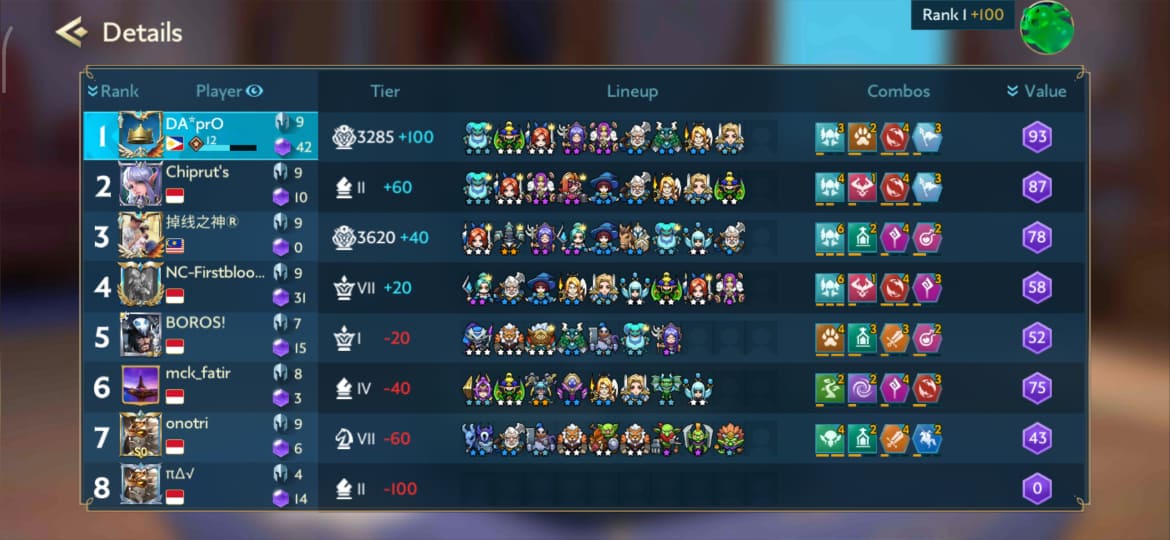 Details
Rank 1 +100
Rank Player Tier Lineup Combos Value
1 DA*prO 12 9 42 3285 +100 3 2 4 3 93
2 Chiprut's 9 10 II +60 4 1 4 3 87
3 掉线之神® 9 0 3620 +40 6 2 4 2 78
4 NC-Firstbloo... 9 31 VII +20 6 1 4 3 58
5 BOROS! 7 15 I -20 4 3 3 2 52
6 mck_fatir 8 3 IV -40 2 2 4 3 75
7 onotri SO 9 6 VII -60 4 2 4 2 43
8 πΔ√ 4 14 II -100 0